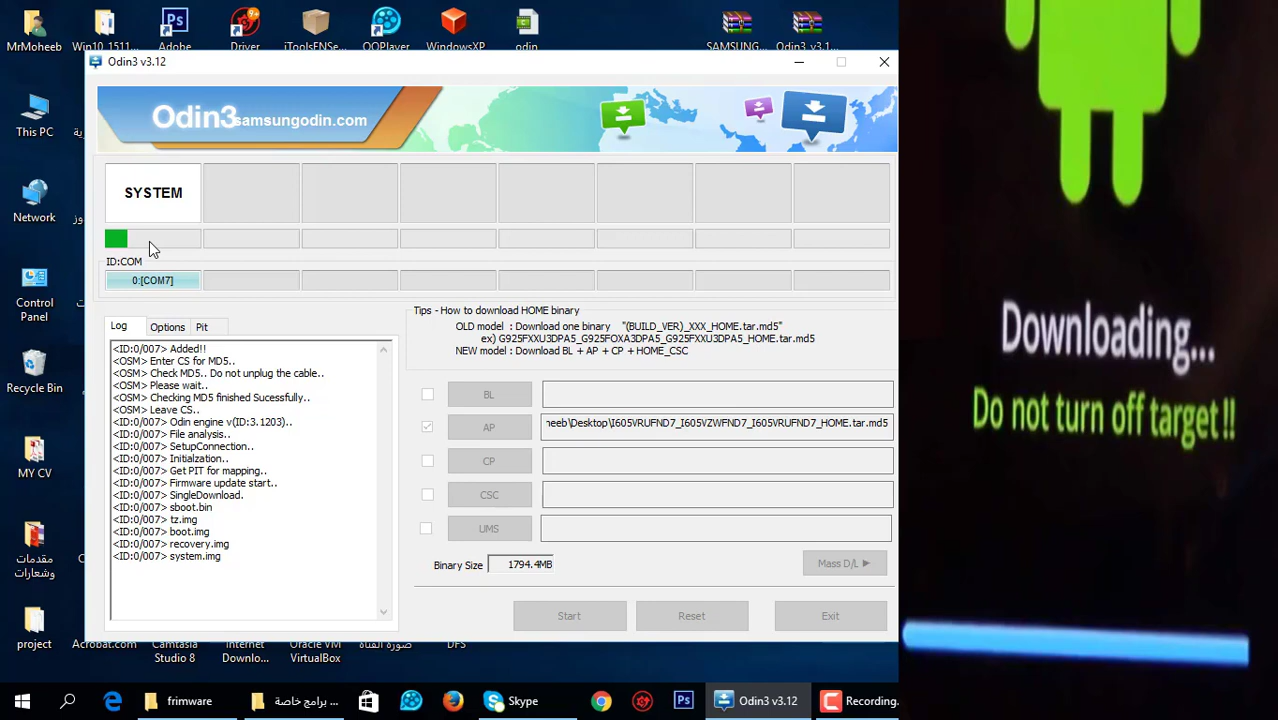 MrMoheeb
Win10_1511...
Adobe
Driver
iToolsENSe...
QQPlayer
WindowsXP
odin
SAMSUNG...
Odin3_v3.1...
Odin3 v3.12
Odin3 samsungodin.com
This PC
Network
Control
Panel
Recycle Bin
MY CV
مقدمات
وشعارات
project
SYSTEM
ID:COM
0:[COM7]
Log
Options
Pit
<ID:0/007> Added!!
<OSM> Enter CS for MD5..
<OSM> Check MD5.. Do not unplug the cable..
<OSM> Please wait..
<OSM> Checking MD5 finished Sucessfully..
<OSM> Leave CS..
<ID:0/007> Odin engine v(ID:3.1203)..
<ID:0/007> File analysis..
<ID:0/007> SetupConnection..
<ID:0/007> Initialzation..
<ID:0/007> Get PIT for mapping..
<ID:0/007> Firmware update start..
<ID:0/007> SingleDownload.
<ID:0/007> sboot.bin
<ID:0/007> tz.img
<ID:0/007> boot.img
<ID:0/007> recovery.img
<ID:0/007> system.img
Tips - How to download HOME binary
OLD model : Download one binary "(BUILD_VER)_XXX_HOME.tar.md5"
ex) G925FXXU3DPA5_G925FOXA3DPA5_G925FXXU3DPA5_HOME.tar.md5
NEW model : Download BL + AP + CP + HOME_CSC
BL
AP
neeb\Desktop\I605VRUFND7_I605VZWFND7_I605VRUFND7_HOME.tar.md5
CP
CSC
UMS
Binary Size 1794.4MB
Mass D/L
Start
Reset
Exit
Acrobat.com
Camtasia
Studio 8
Internet
Downlo...
Oracle VM
VirtualBox
صورة القناة
DFS
frimware
برامج خاصة ...
Skype
Odin3 v3.12
Recording...
Downloading...
Do not turn off target !!